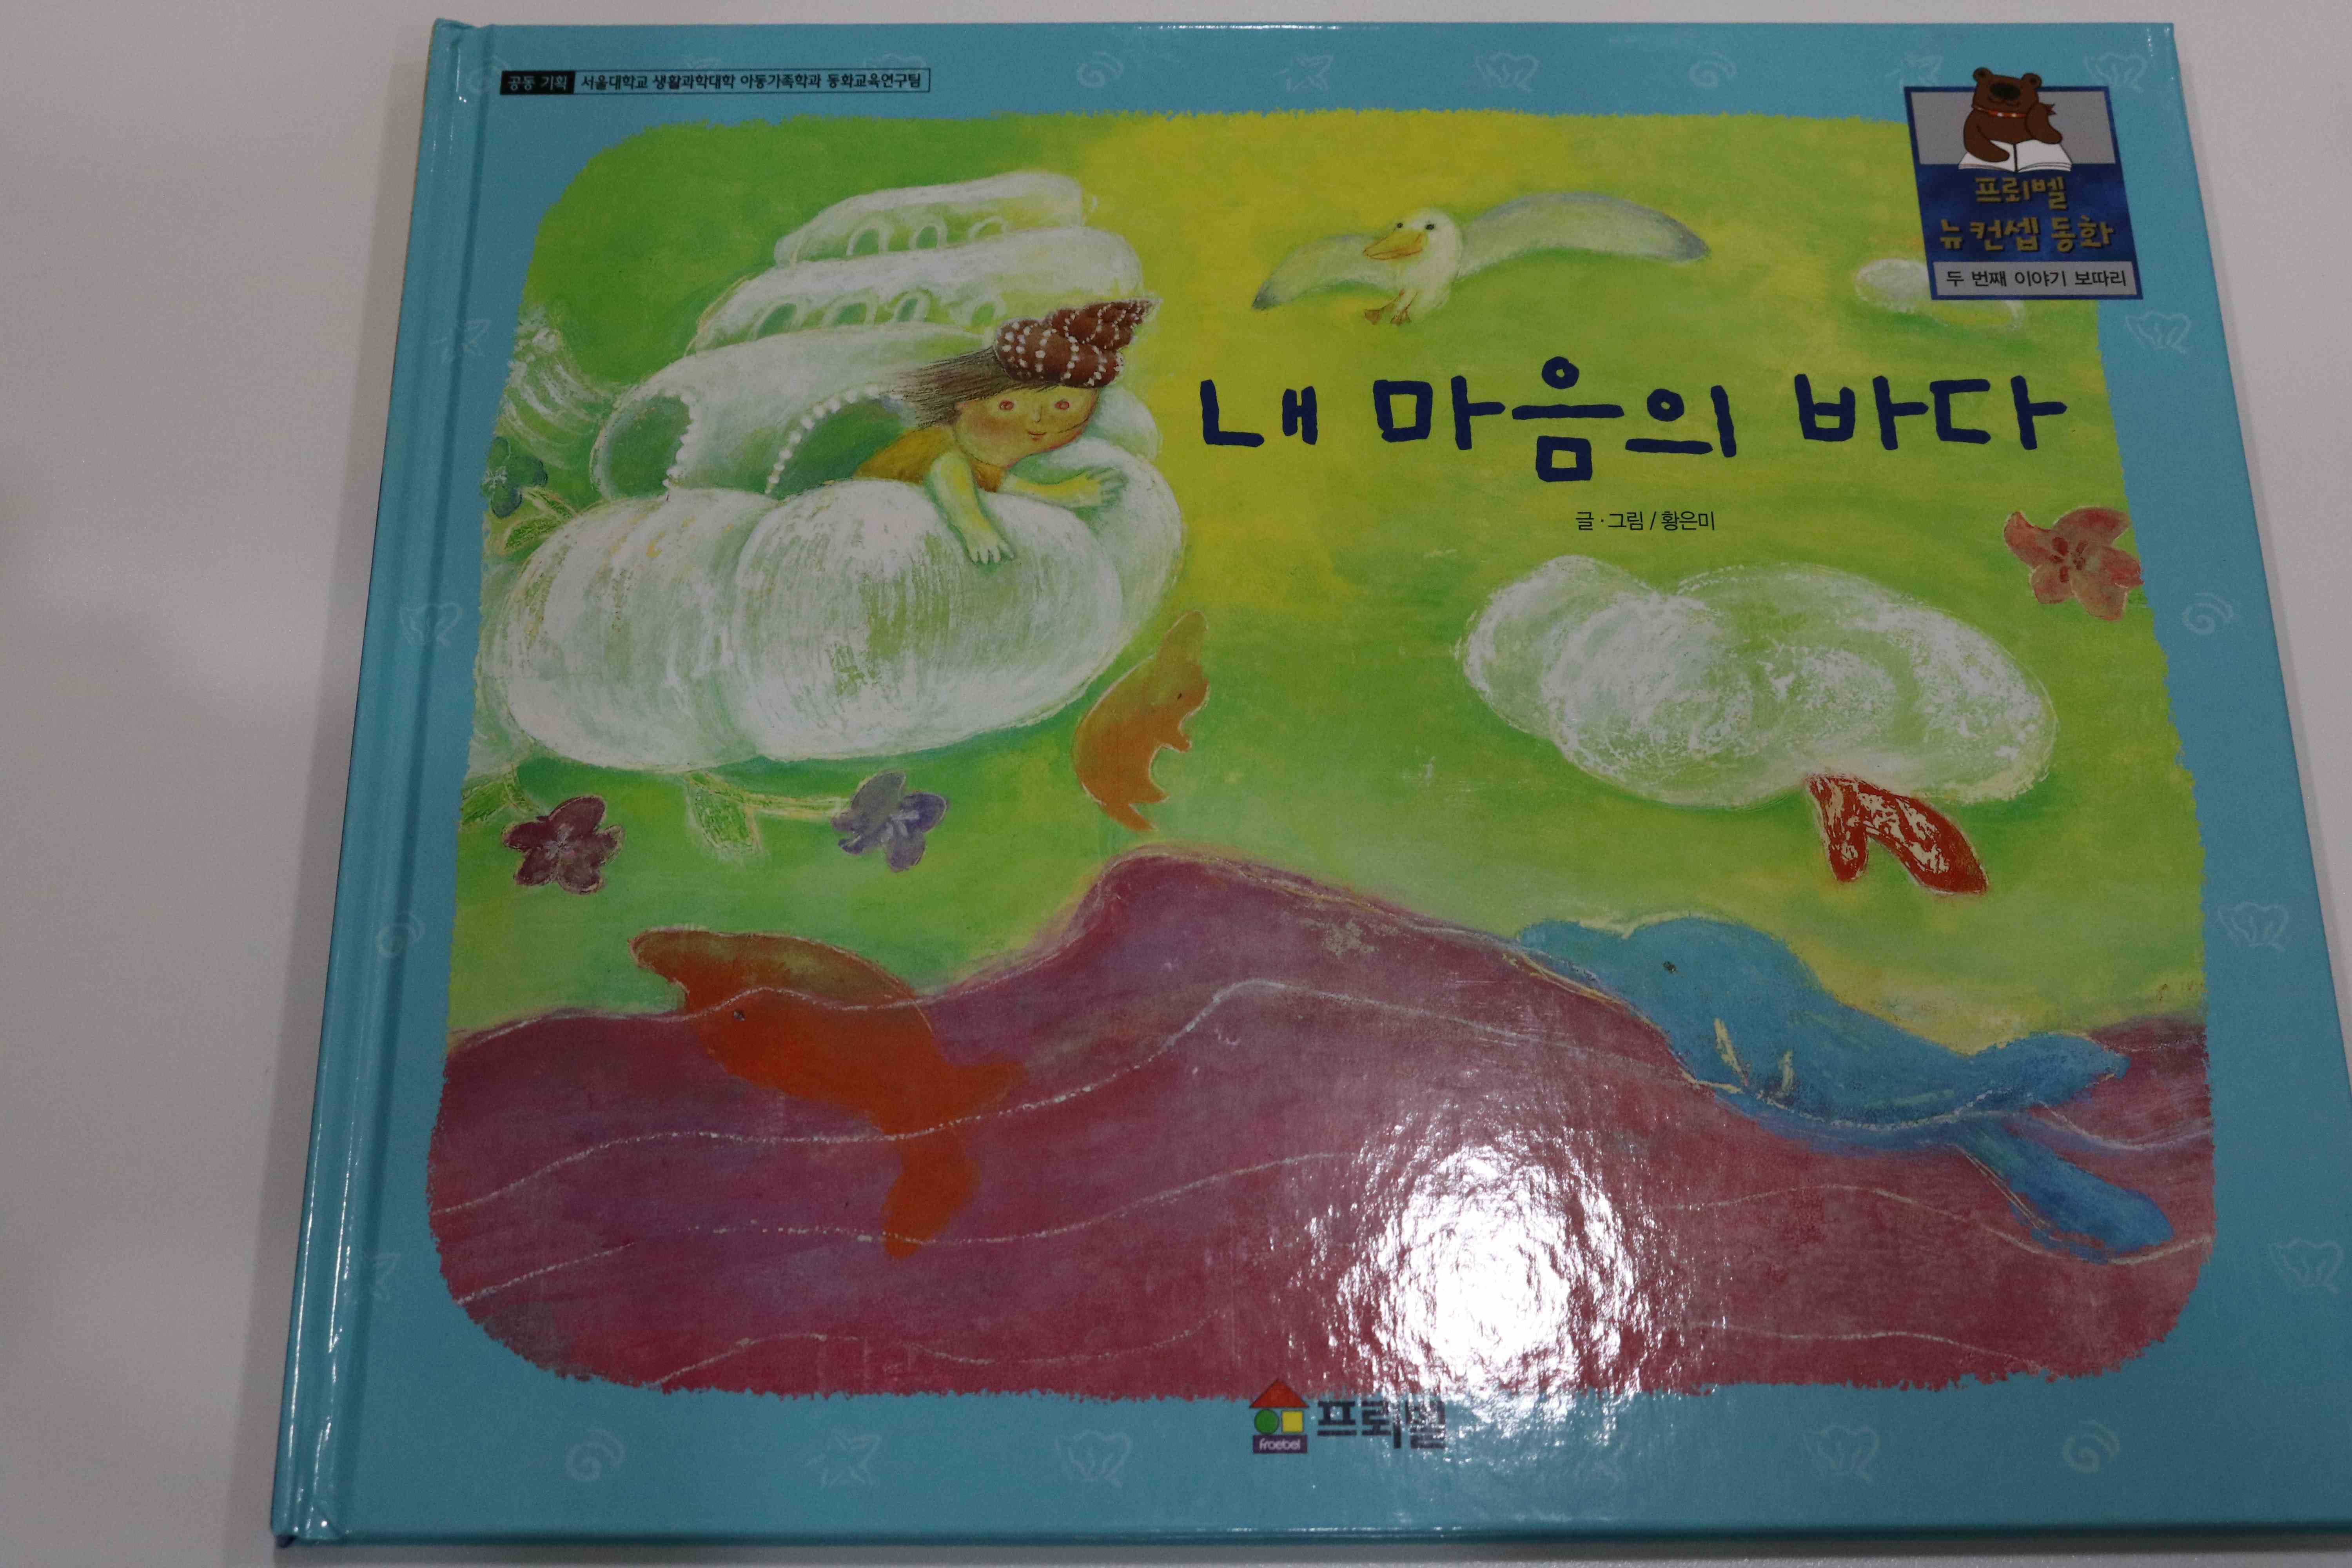 공동 기획 서울대학교 생활과학대학 아동가족학과 동화교육연구팀
프뢰벨
뉴 컨셉 동화
두 번째 이야기 보따리
내 마음의 바다
글·그림 / 황은미
froebel 프뢰벨